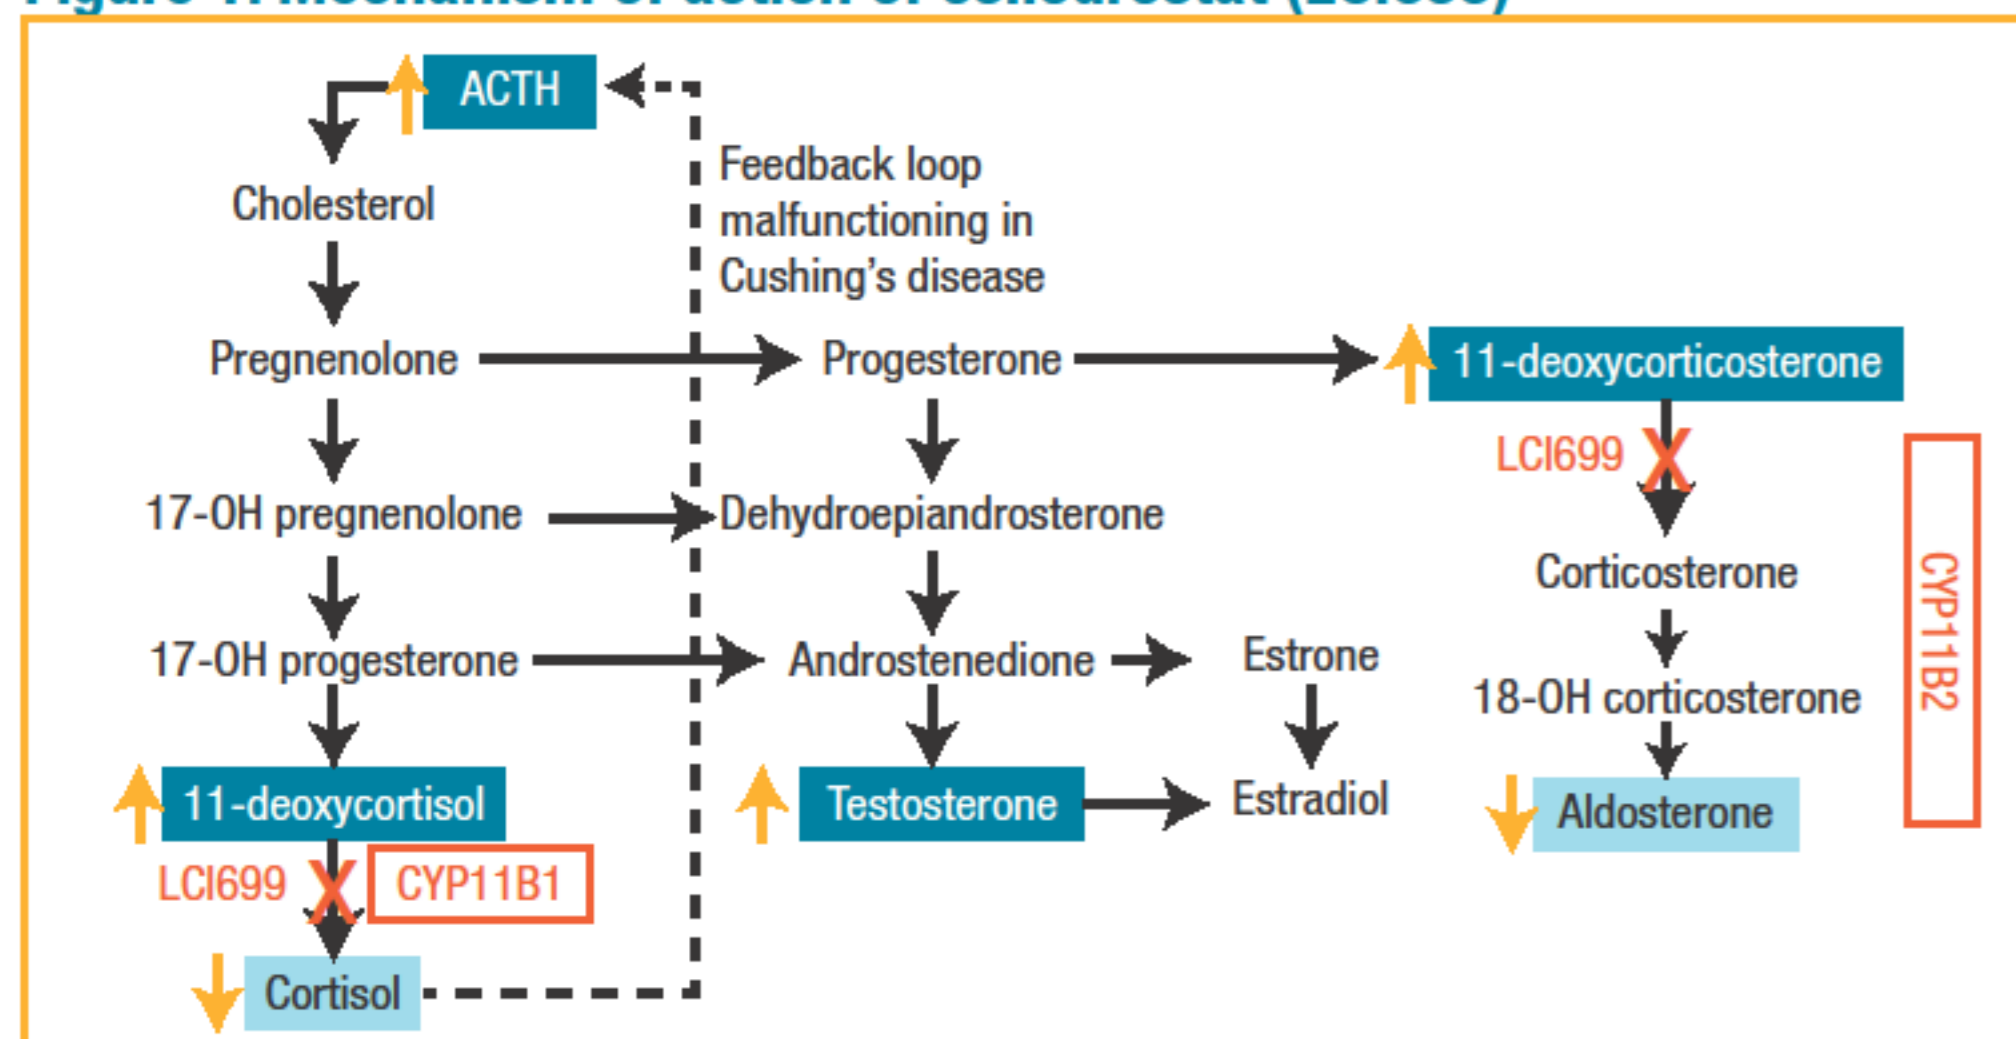 ACTH
Feedback loop
malfunctioning in
Cushing's disease
Cholesterol
Pregnenolone
Progesterone
11-deoxycorticosterone
LCI699
X
17-OH pregnenolone
Dehydroepiandrosterone
Corticosterone
CYP11B2
17-OH progesterone
Androstenedione
Estrone
18-OH corticosterone
11-deoxycortisol
Testosterone
Estradiol
Aldosterone
LCI699
X
CYP11B1
Cortisol